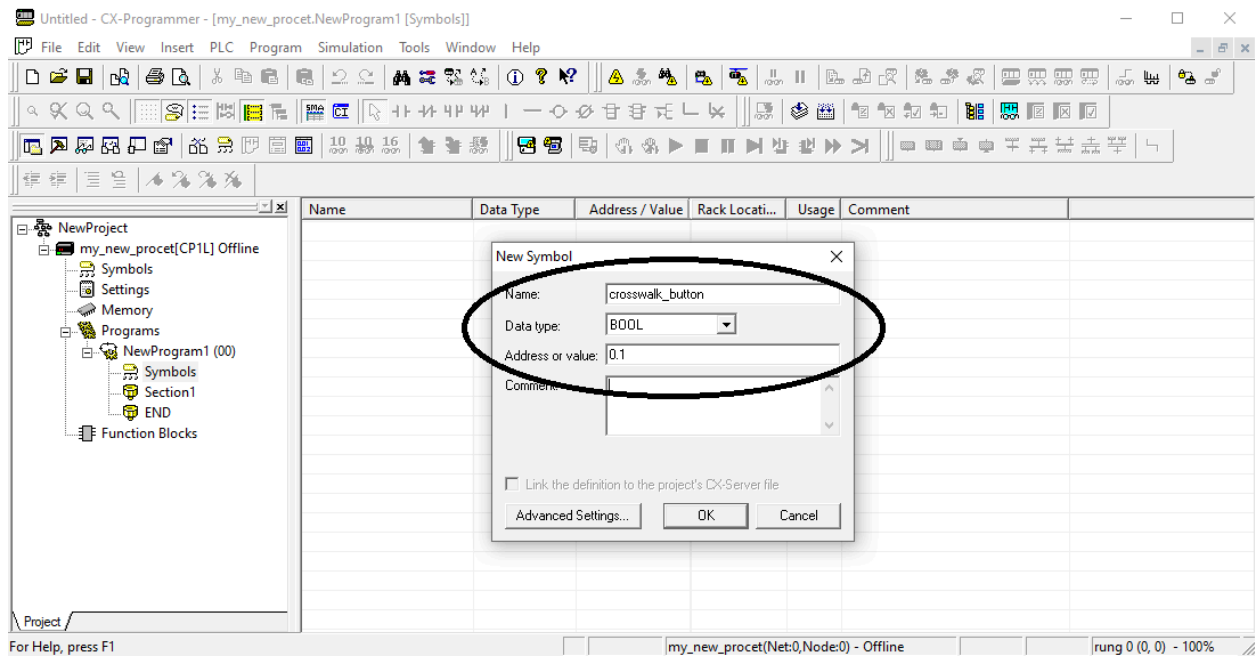 Untitled - CX-Programmer - [my_new_procet.NewProgram1 [Symbols]]
File Edit View Insert PLC Program Simulation Tools Window Help
Name Data Type Address / Value Rack Locati... Usage Comment
NewProject
my_new_procet[CP1L] Offline
Symbols
Settings
Memory
Programs
NewProgram1 (00)
Symbols
Section1
END
Function Blocks
Project
New Symbol
Name: crosswalk_button
Data type: BOOL
Address or value: 0.1
Comment:
Link the definition to the project's CX-Server file
Advanced Settings... OK Cancel
For Help, press F1
my_new_procet(Net:0,Node:0) - Offline
rung 0 (0, 0) - 100%